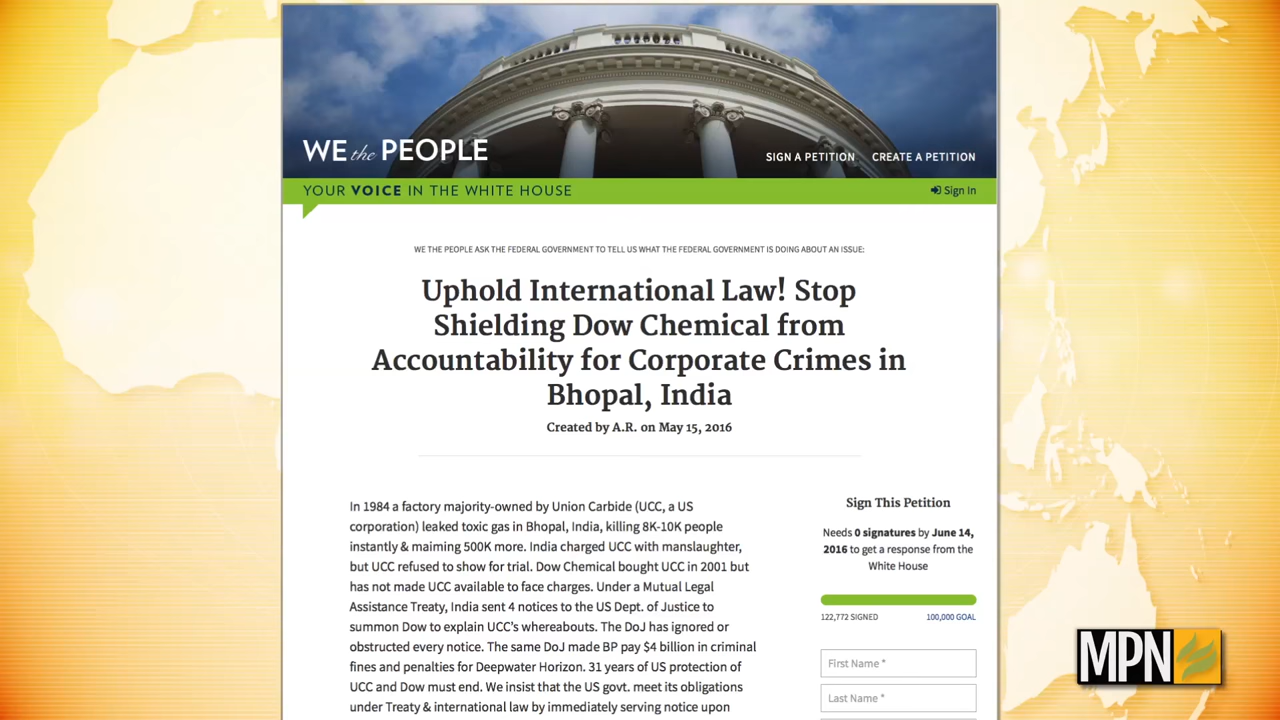 WE the PEOPLE
SIGN A PETITION CREATE A PETITION
YOUR VOICE IN THE WHITE HOUSE
Sign In
WE THE PEOPLE ASK THE FEDERAL GOVERNMENT TO TELL US WHAT THE FEDERAL GOVERNMENT IS DOING ABOUT AN ISSUE:
Uphold International Law! Stop
Shielding Dow Chemical from
Accountability for Corporate Crimes in
Bhopal, India
Created by A.R. on May 15, 2016
In 1984 a factory majority-owned by Union Carbide (UCC, a US
corporation) leaked toxic gas in Bhopal, India, killing 8K-10K people
instantly & maiming 500K more. India charged UCC with manslaughter,
but UCC refused to show for trial. Dow Chemical bought UCC in 2001 but
has not made UCC available to face charges. Under a Mutual Legal
Assistance Treaty, India sent 4 notices to the US Dept. of Justice to
summon Dow to explain UCC's whereabouts. The DoJ has ignored or
obstructed every notice. The same DoJ made BP pay $4 billion in criminal
fines and penalties for Deepwater Horizon. 31 years of US protection of
UCC and Dow must end. We insist that the US govt. meet its obligations
under Treaty & international law by immediately serving notice upon
Sign This Petition
Needs 0 signatures by June 14,
2016 to get a response from the
White House
122,772 SIGNED 100,000 GOAL
First Name *
Last Name *
MPN